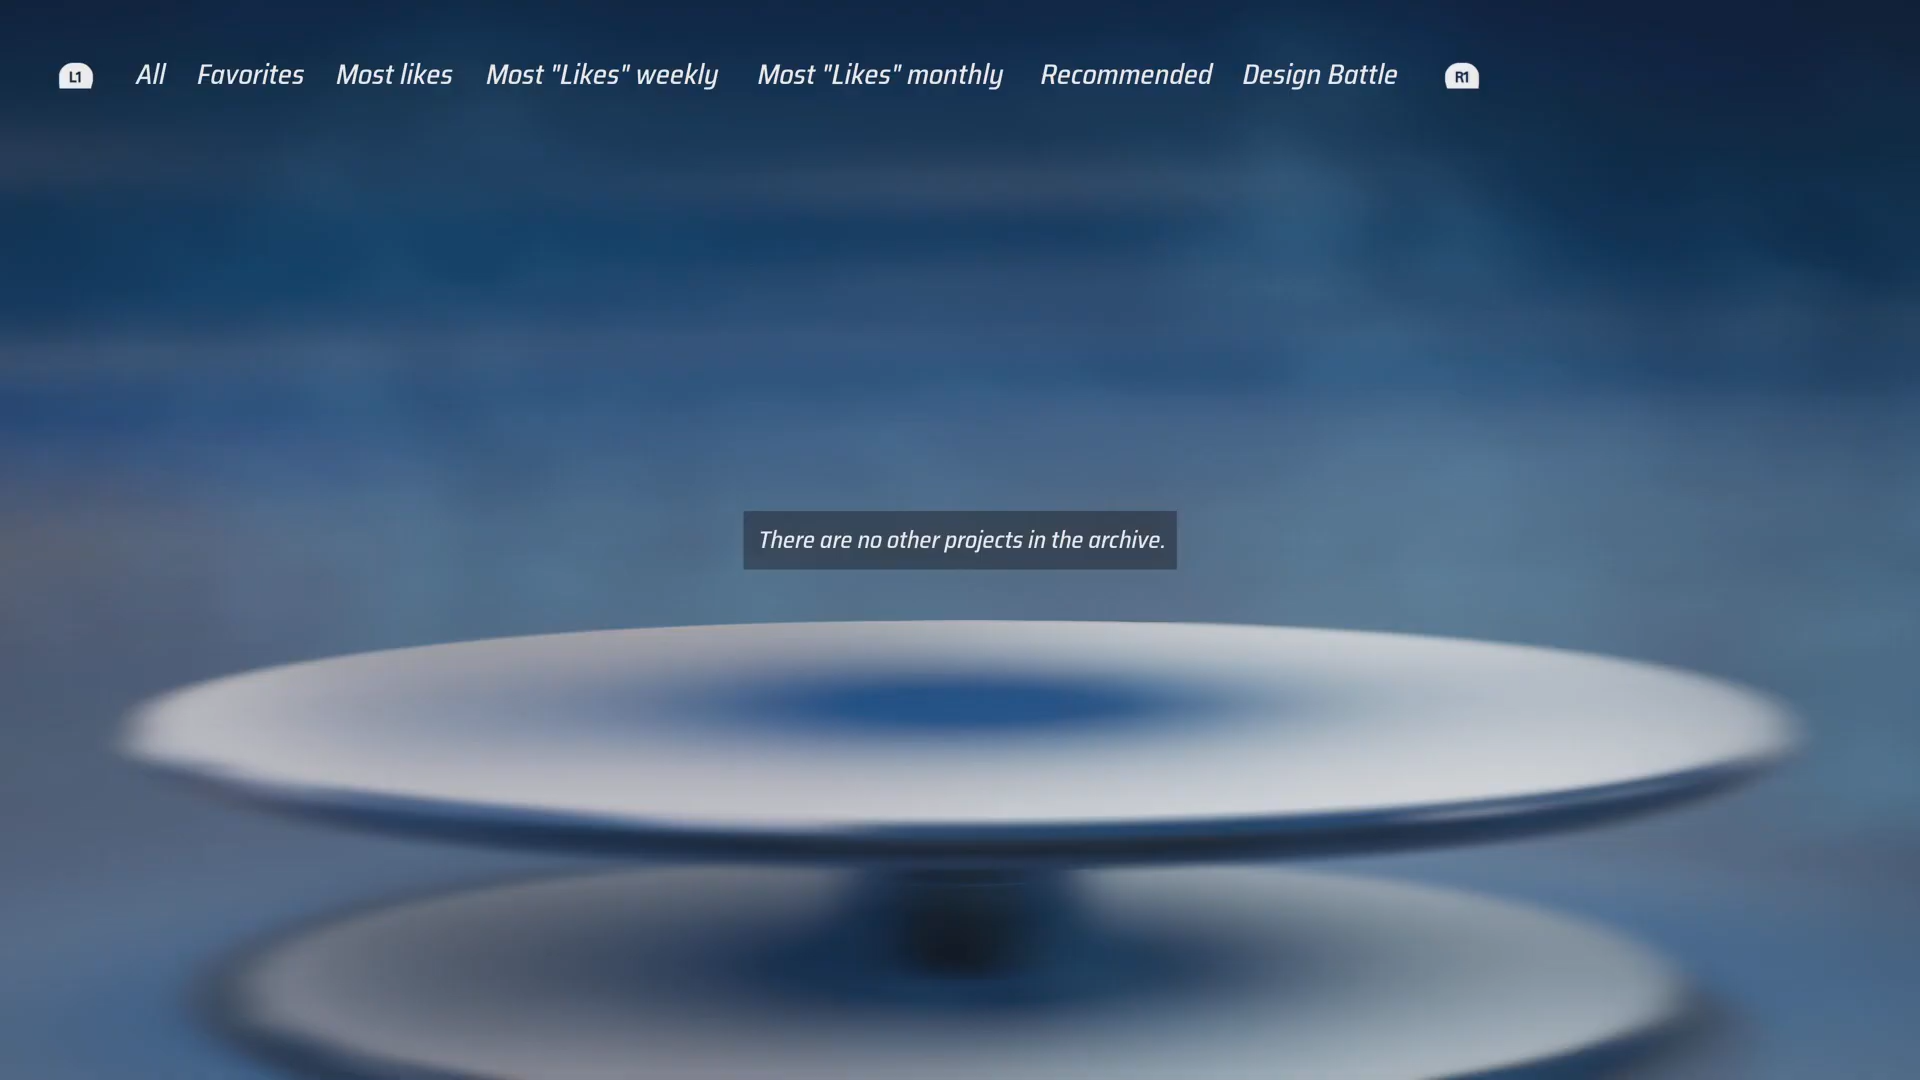 L1 All Favorites Most likes Most "Likes" weekly Most "Likes" monthly Recommended Design Battle R1
There are no other projects in the archive.